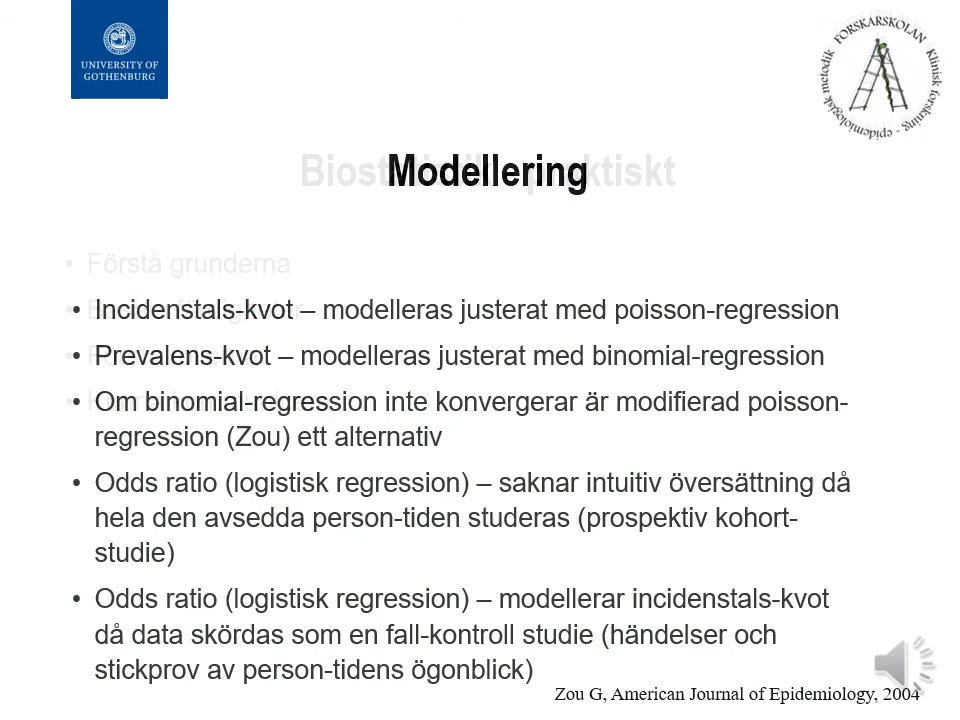 UNIVERSITY OF
GOTHENBURG
FORSKARSKOLAN
Klinisk forskning - epidemiologisk metodik
Modellering
• Förstå grunderna
• Incidenstals-kvot – modelleras justerat med poisson-regression
• Prevalens-kvot – modelleras justerat med binomial-regression
• Om binomial-regression inte konvergerar är modifierad poisson-
regression (Zou) ett alternativ
• Odds ratio (logistisk regression) – saknar intuitiv översättning då
hela den avsedda person-tiden studeras (prospektiv kohort-
studie)
• Odds ratio (logistisk regression) – modellerar incidenstals-kvot
då data skördas som en fall-kontroll studie (händelser och
stickprov av person-tidens ögonblick)
Zou G, American Journal of Epidemiology, 2004